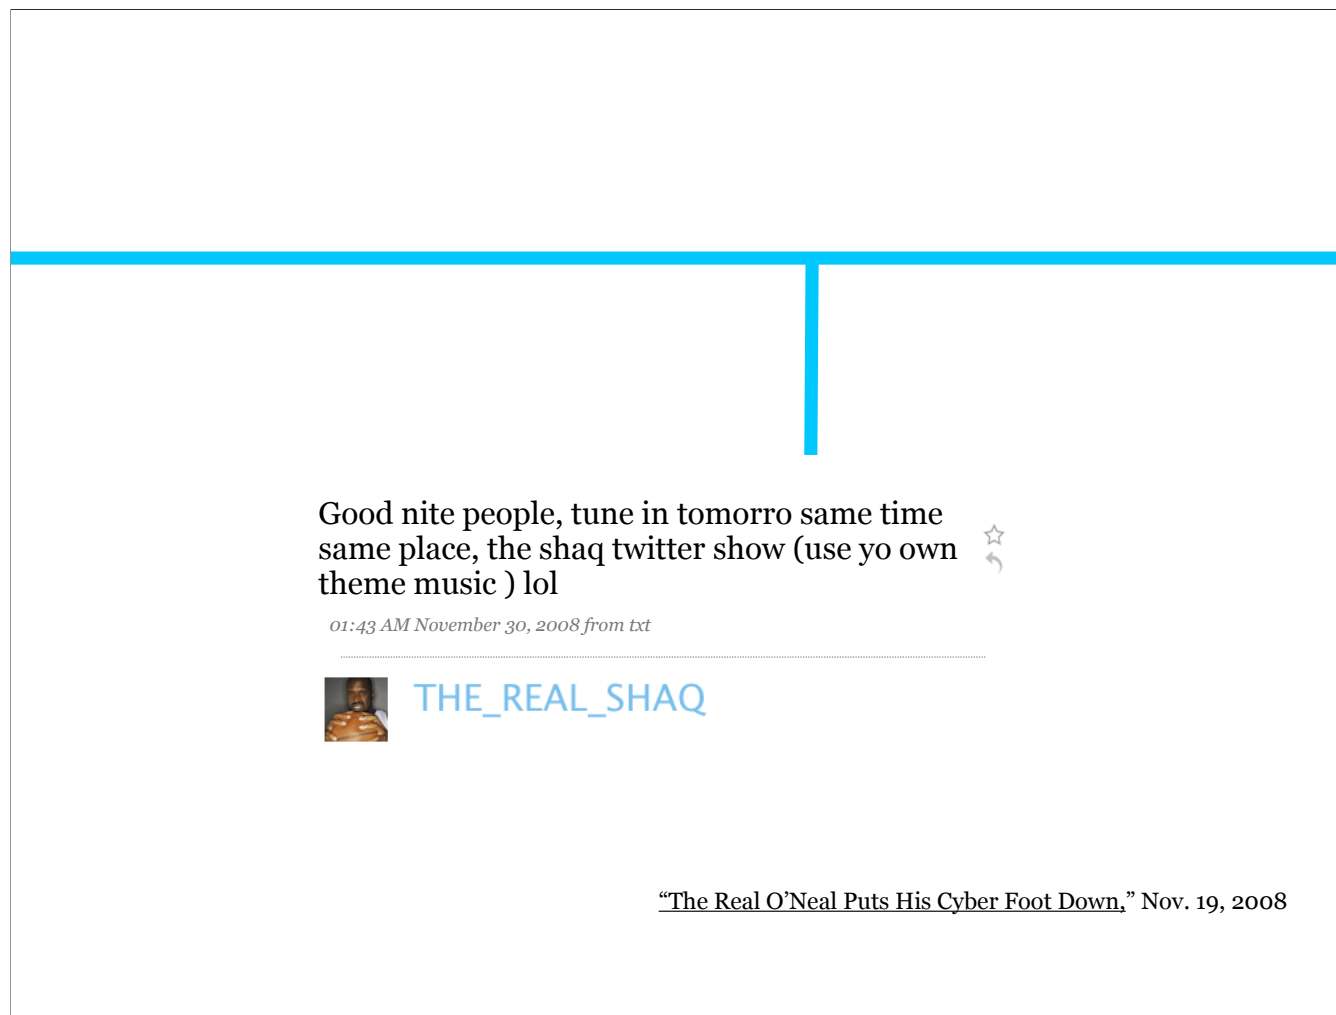 Good nite people, tune in tomorro same time
same place, the shaq twitter show (use yo own
theme music ) lol
01:43 AM November 30, 2008 from txt
THE_REAL_SHAQ
“The Real O’Neal Puts His Cyber Foot Down,” Nov. 19, 2008